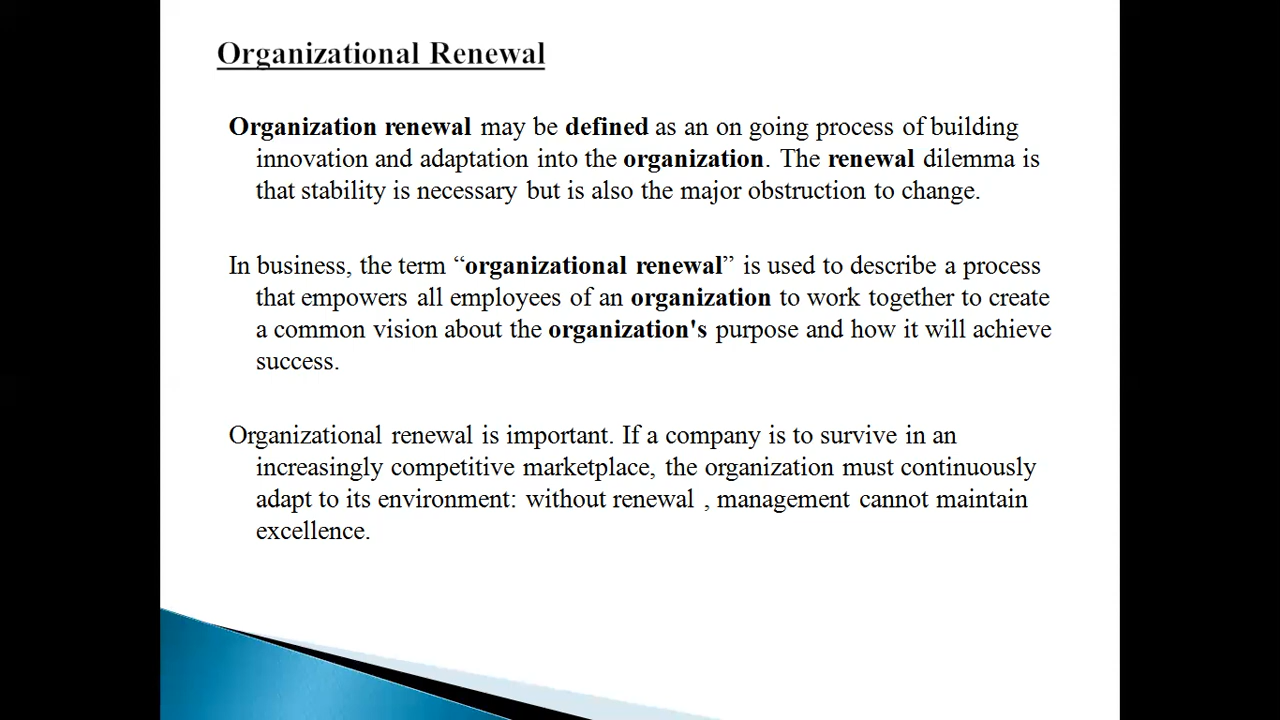 Organizational Renewal
Organization renewal may be defined as an on going process of building
innovation and adaptation into the organization. The renewal dilemma is
that stability is necessary but is also the major obstruction to change.
In business, the term “organizational renewal” is used to describe a process
that empowers all employees of an organization to work together to create
a common vision about the organization's purpose and how it will achieve
success.
Organizational renewal is important. If a company is to survive in an
increasingly competitive marketplace, the organization must continuously
adapt to its environment: without renewal , management cannot maintain
excellence.